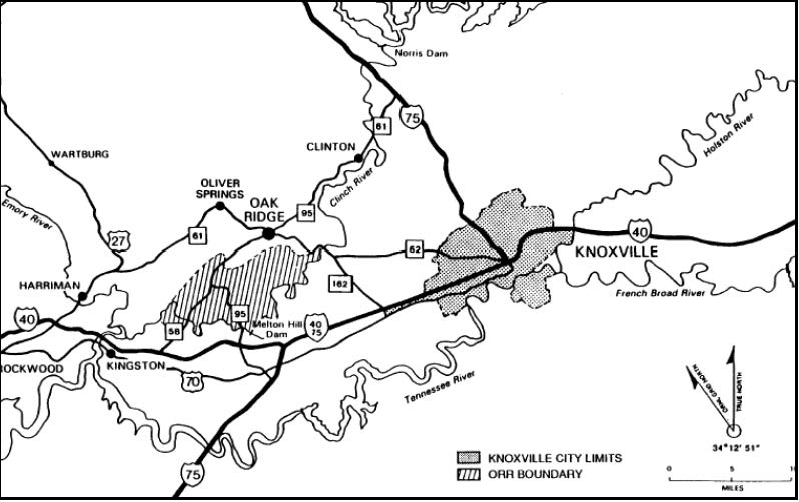 Norris Dam
75
61
Holston River
CLINTON
WARTBURG
Clinch River
OLIVER
SPRINGS
OAK
RIDGE
95
Emory River
61
27
62
40
KNOXVILLE
HARRIMAN
162
French Broad River
40
58
95
Melton Hill
Dam
40
75
ROCKWOOD
KINGSTON
70
Tennessee River
ORNL GRID NORTH
TRUE NORTH
34° 12' 51"
KNOXVILLE CITY LIMITS
ORR BOUNDARY
75
0 5 10
MILES